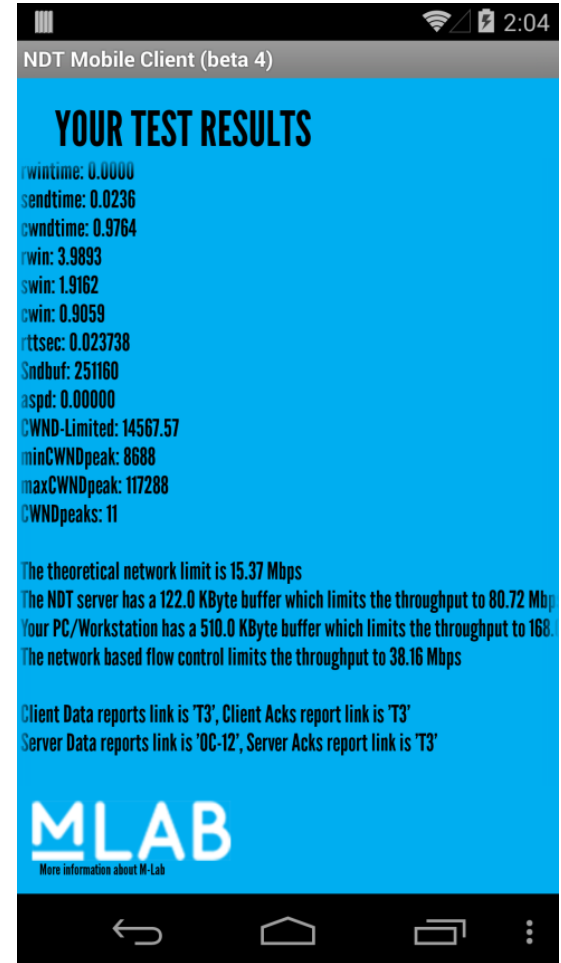 2:04
NDT Mobile Client (beta 4)
YOUR TEST RESULTS
rwintime: 0.0000
sendtime: 0.0236
cwndtime: 0.9764
rwin: 3.9893
swin: 1.9162
cwin: 0.9059
rttsec: 0.023738
Sndbuf: 251160
aspd: 0.00000
CWND-Limited: 14567.57
minCWNDpeak: 8688
maxCWNDpeak: 117288
CWNDpeaks: 11
The theoretical network limit is 15.37 Mbps
The NDT server has a 122.0 KByte buffer which limits the throughput to 80.72 Mbp
Your PC/Workstation has a 510.0 KByte buffer which limits the throughput to 168.
The network based flow control limits the throughput to 38.16 Mbps
Client Data reports link is 'T3', Client Acks report link is 'T3'
Server Data reports link is 'OC-12', Server Acks report link is 'T3'
MLAB
More information about M-Lab